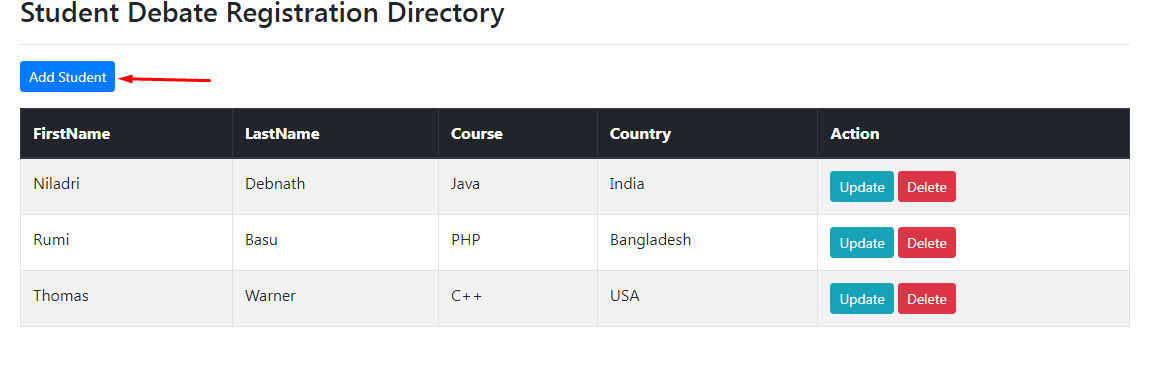 Student Debate Registration Directory
Add Student
FirstName LastName Course Country Action
Niladri Debnath Java India Update Delete
Rumi Basu PHP Bangladesh Update Delete
Thomas Warner C++ USA Update Delete